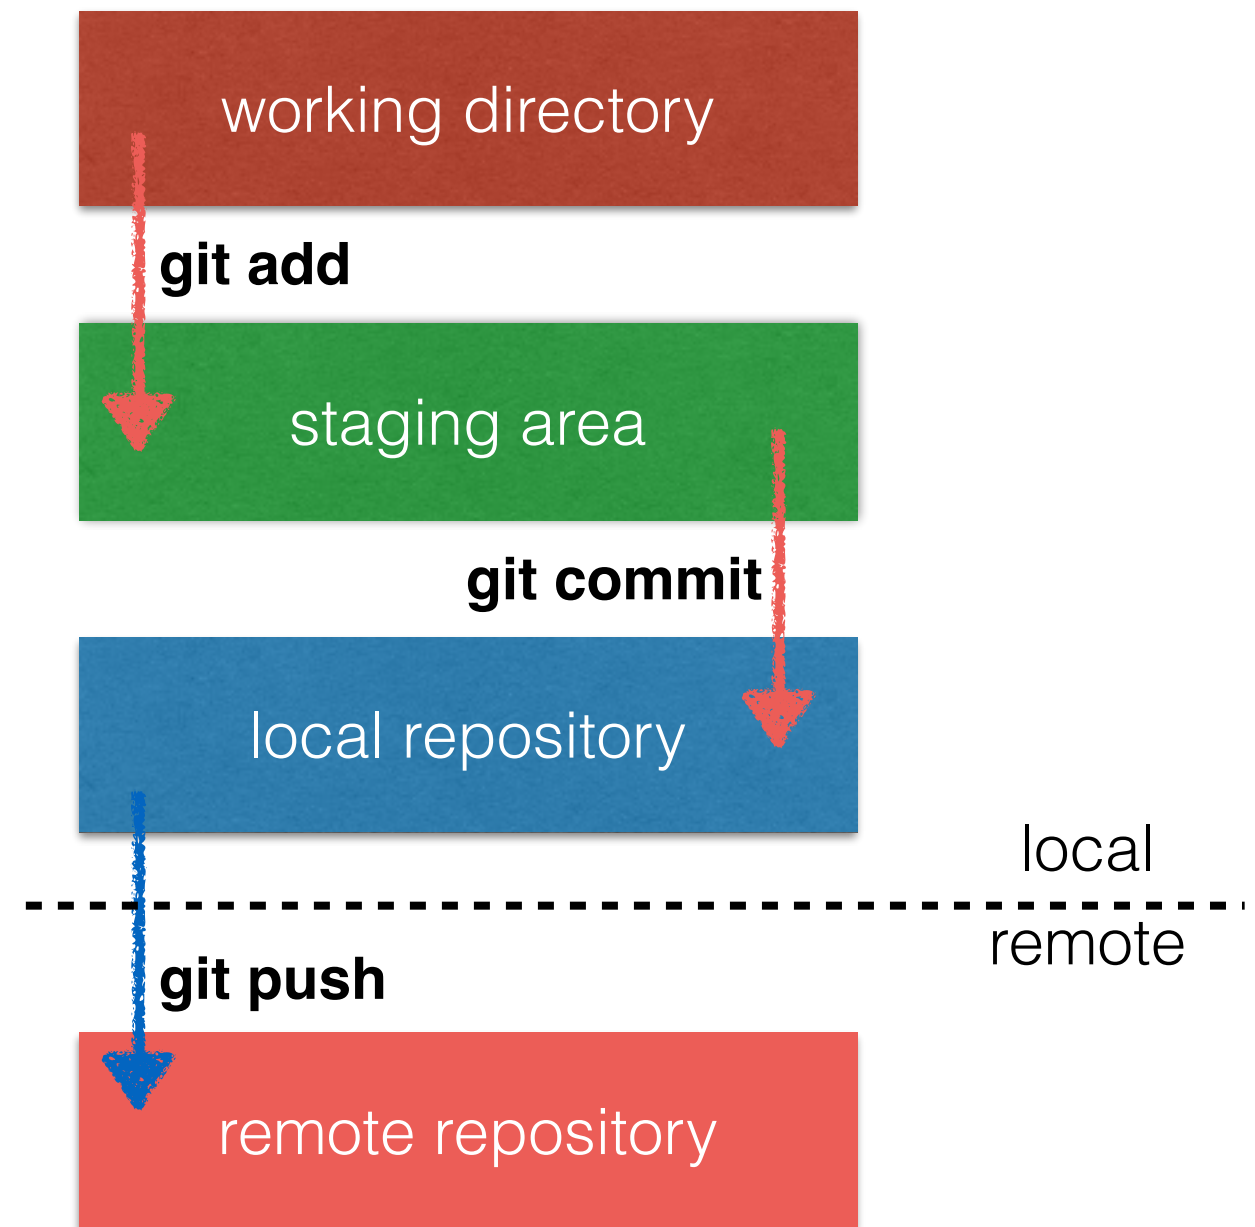 working directory
git add
staging area
git commit
local repository
local
remote
git push
remote repository